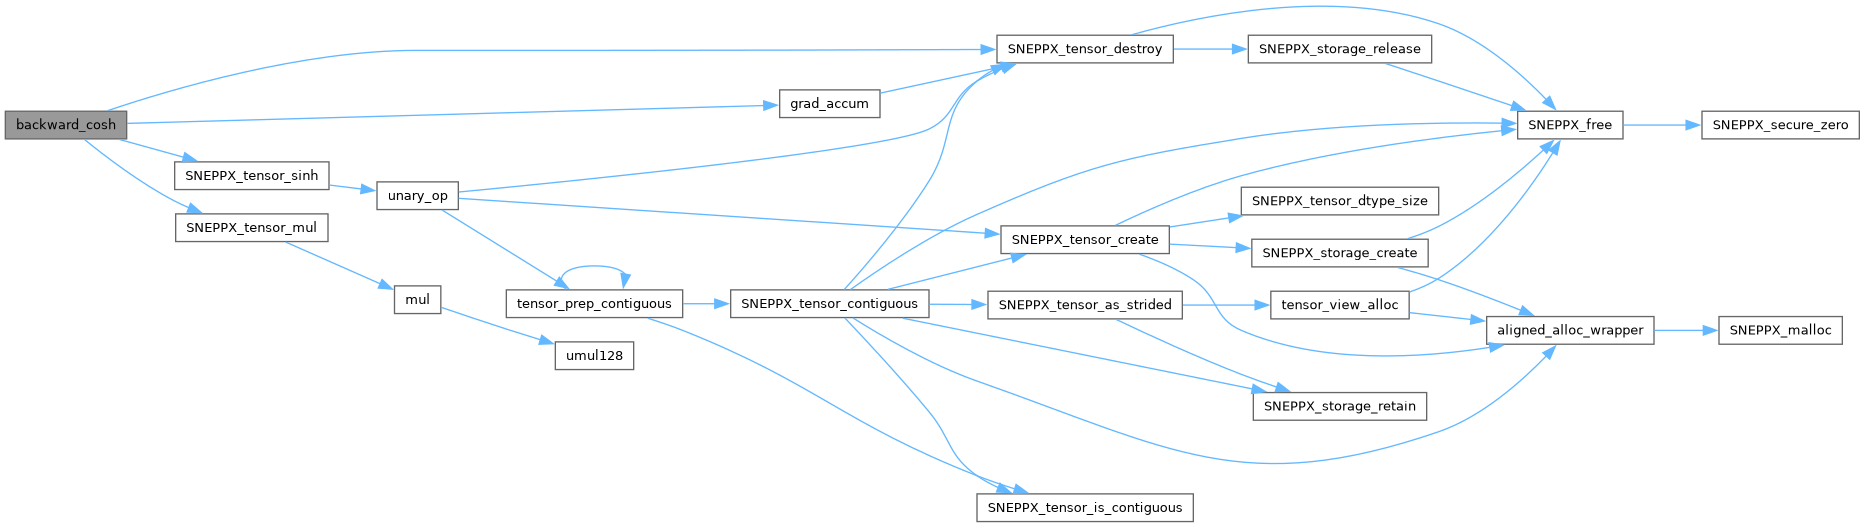 backward_cosh
SNEPPX_tensor_destroy
SNEPPX_storage_release
grad_accum
SNEPPX_free
SNEPPX_secure_zero
SNEPPX_tensor_sinh
unary_op
SNEPPX_tensor_dtype_size
SNEPPX_tensor_mul
SNEPPX_tensor_create
SNEPPX_storage_create
mul
tensor_prep_contiguous
SNEPPX_tensor_contiguous
SNEPPX_tensor_as_strided
tensor_view_alloc
aligned_alloc_wrapper
SNEPPX_malloc
umul128
SNEPPX_storage_retain
SNEPPX_tensor_is_contiguous